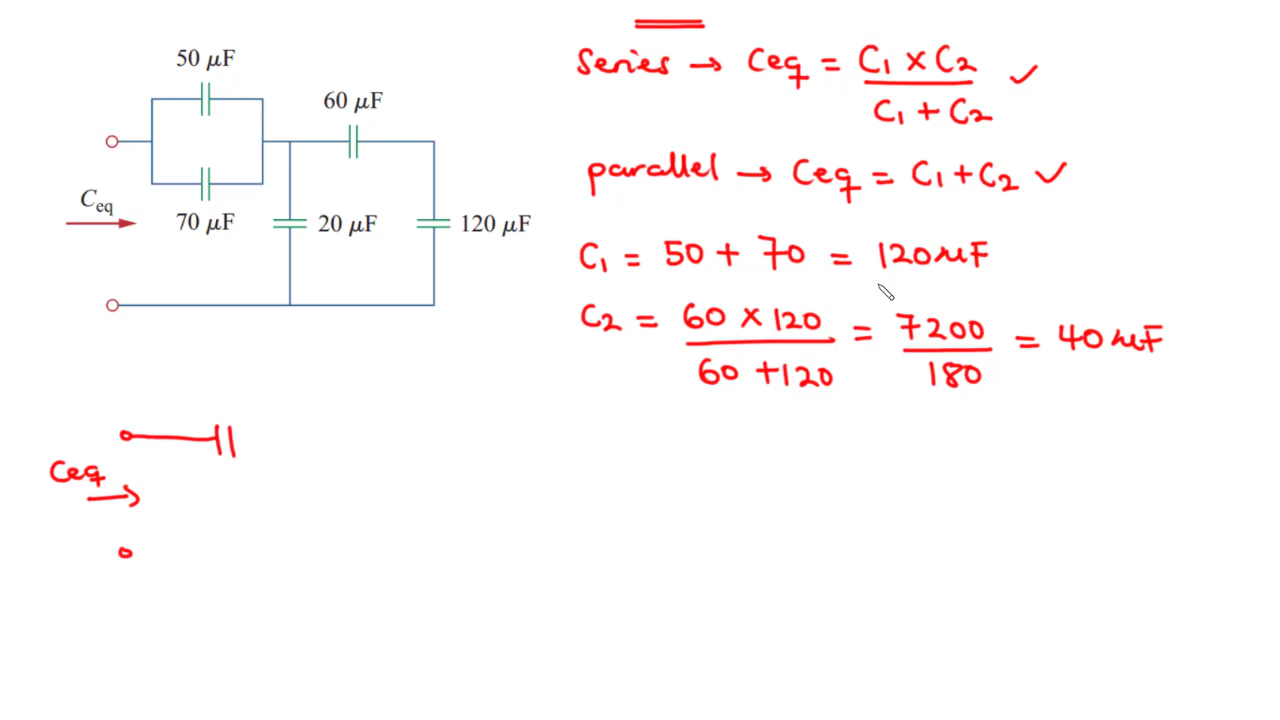 50 μF
60 μF
C_eq
70 μF
20 μF
120 μF
Series → Ceq = C1 × C2 / C1 + C2 ✓
parallel → Ceq = C1 + C2 ✓
C1 = 50 + 70 = 120 μF
C2 = 60 × 120 / 60 + 120 = 7200 / 180 = 40 μF
Ceq →